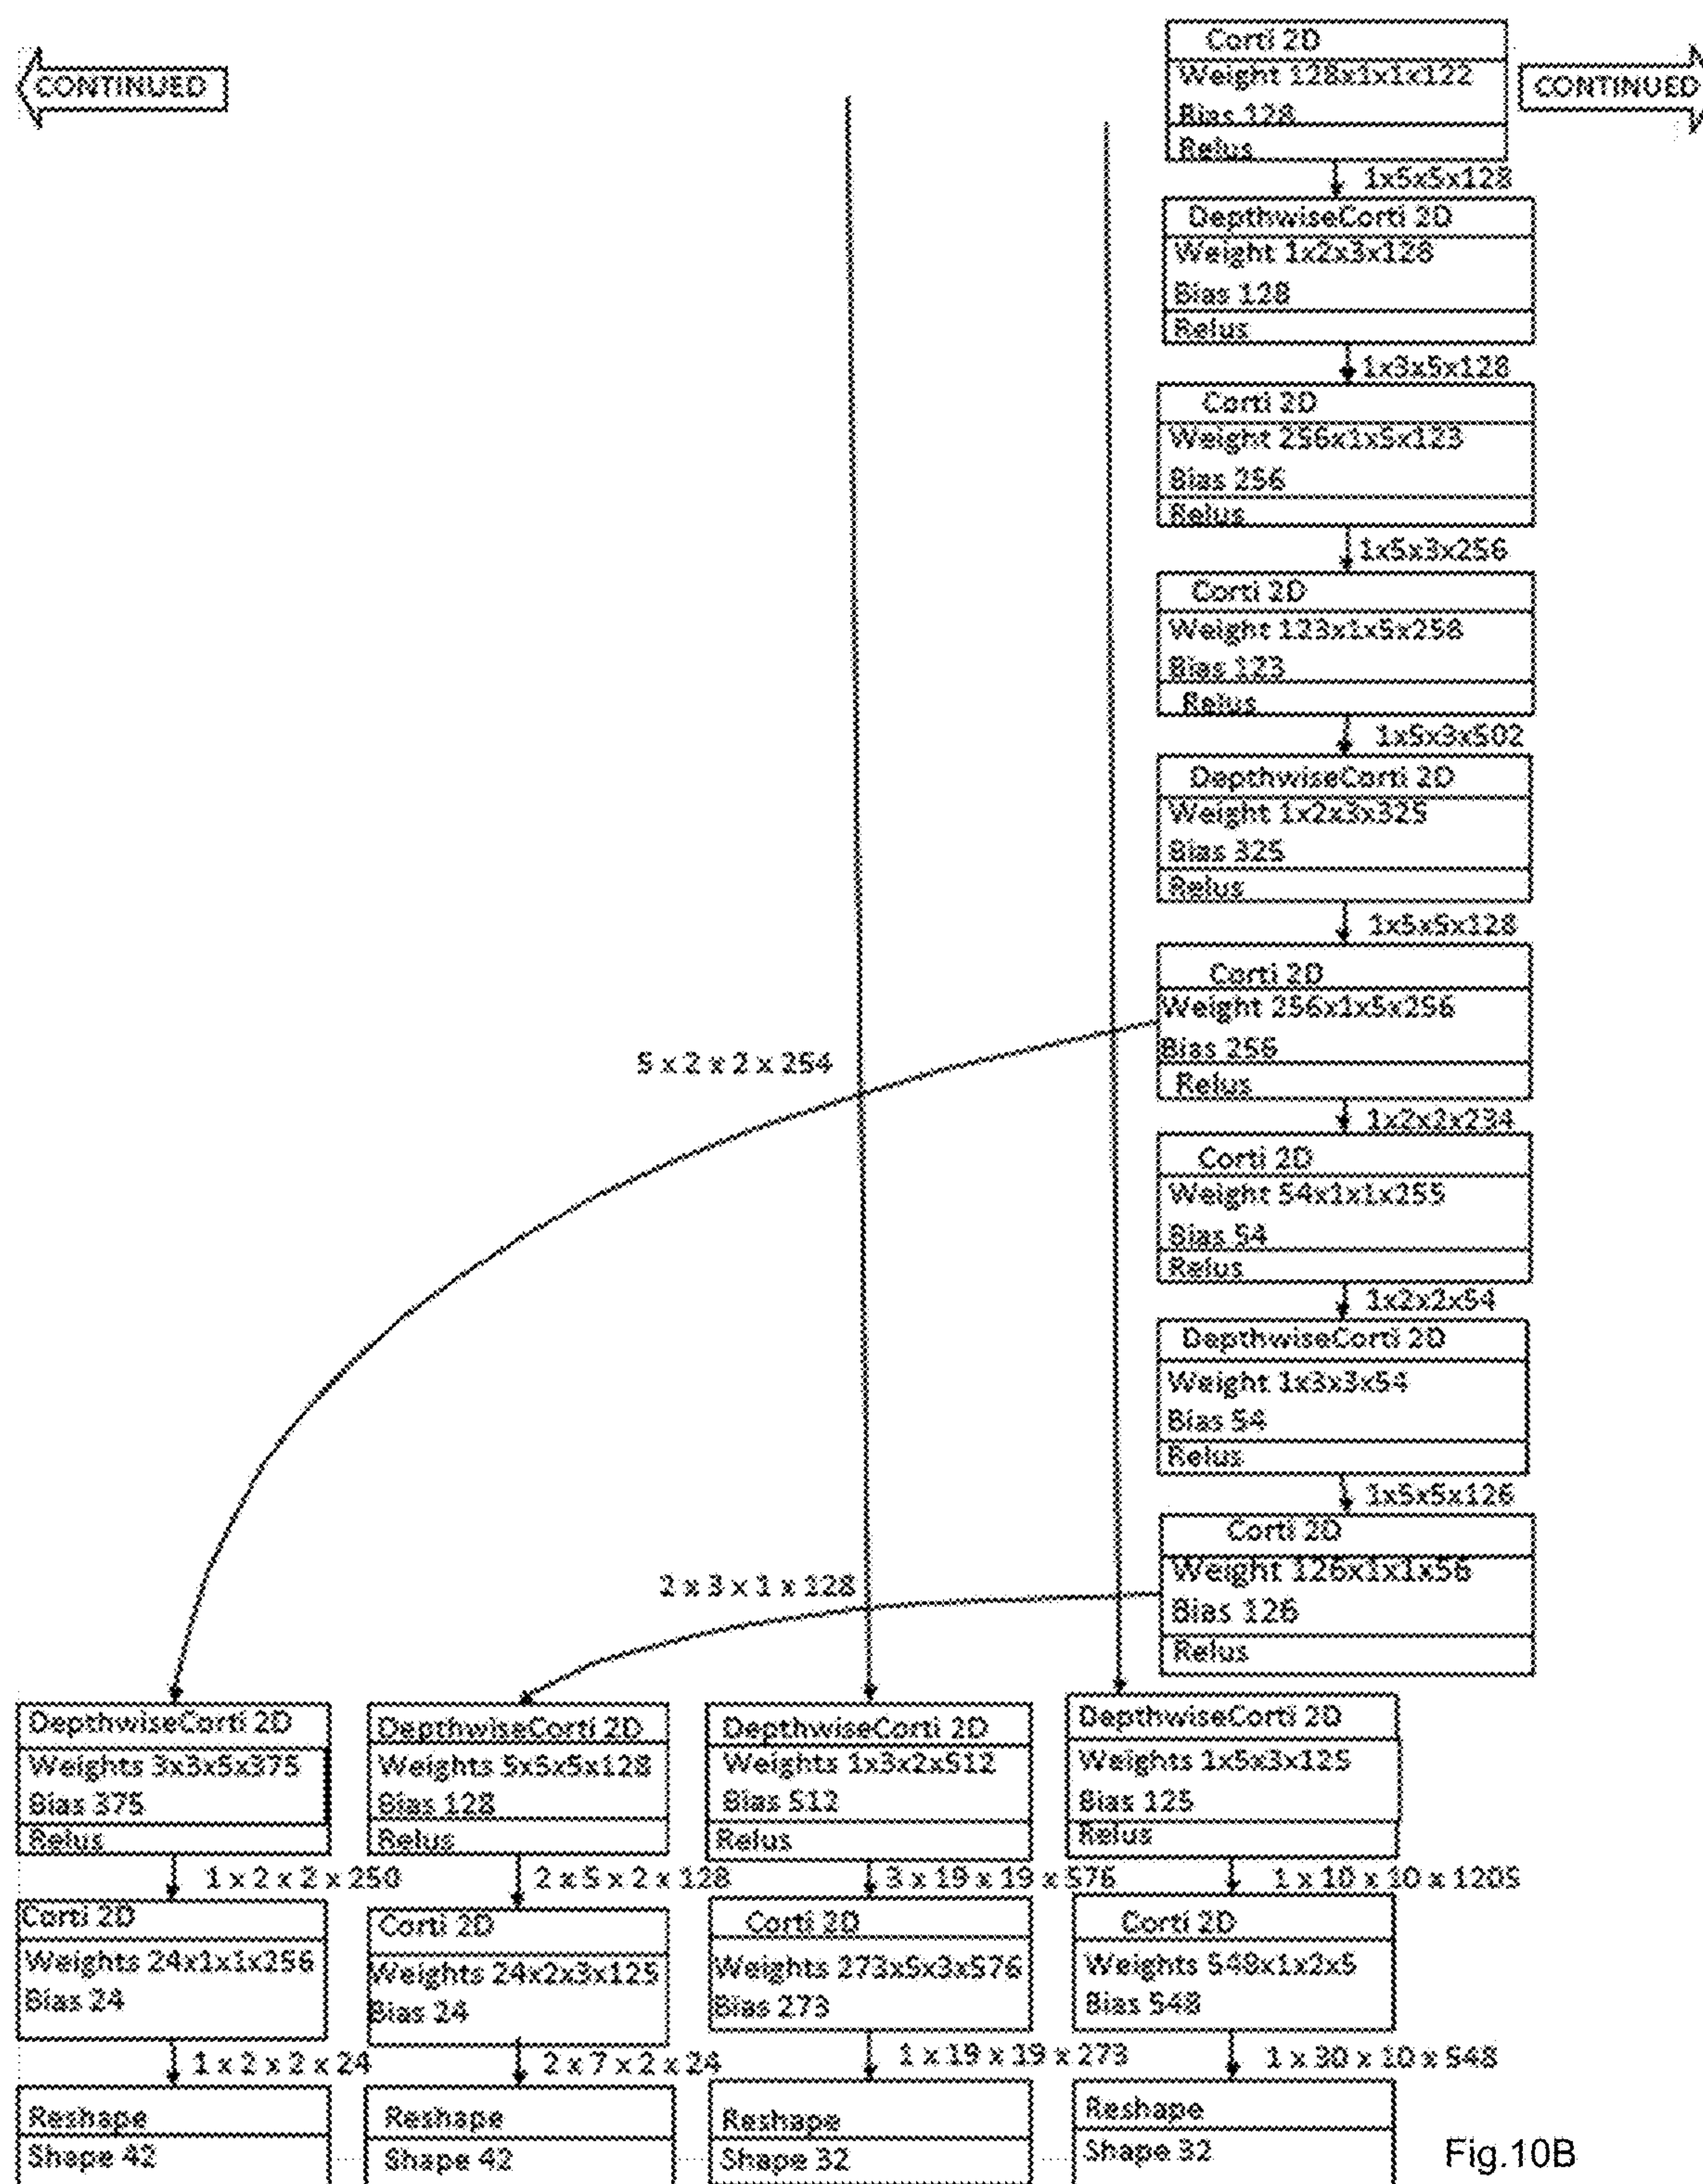 CONTINUED
Corti 2D
Weight 128x1x1x122
Bias 128
Relus
CONTINUED
1x5x5x128
DepthwiseCorti 2D
Weight 1x2x3x128
Bias 128
Relus
1x3x5x128
Corti 2D
Weight 256x1x5x123
Bias 256
Relus
1x5x3x256
Corti 2D
Weight 123x1x5x258
Bias 123
Relus
1x5x3x502
DepthwiseCorti 2D
Weight 1x2x3x325
Bias 325
Relus
1x5x5x128
Corti 2D
Weight 256x1x5x256
Bias 256
Relus
5 x 2 x 2 x 254
1x2x2x234
Corti 2D
Weight 54x1x1x255
Bias 54
Relus
1x2x2x54
DepthwiseCorti 2D
Weight 1x3x3x54
Bias 54
Relus
1x5x5x126
Corti 2D
Weight 126x1x1x56
Bias 126
Relus
2 x 3 x 1 x 128
DepthwiseCorti 2D
Weights 3x3x5x375
Bias 375
Relus
1 x 2 x 2 x 250
Corti 2D
Weights 24x1x1x256
Bias 24
1 x 2 x 2 x 24
Reshape
Shape 42
DepthwiseCorti 2D
Weights 5x5x5x128
Bias 128
Relus
2 x 5 x 2 x 128
Corti 2D
Weights 24x2x3x125
Bias 24
2 x 7 x 2 x 24
Reshape
Shape 42
DepthwiseCorti 2D
Weights 1x3x2x512
Bias 512
Relus
3 x 19 x 19 x 576
Corti 2D
Weights 273x5x3x576
Bias 273
1 x 19 x 19 x 273
Reshape
Shape 32
DepthwiseCorti 2D
Weights 1x5x3x125
Bias 125
Relus
1 x 10 x 10 x 1205
Corti 2D
Weights 548x1x2x5
Bias 548
1 x 30 x 10 x 548
Reshape
Shape 32
Fig.10B